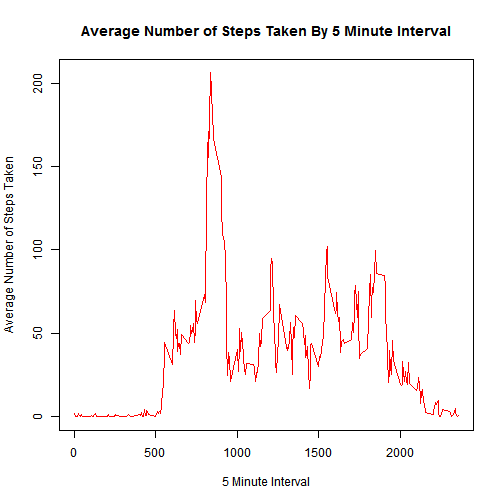 Average Number of Steps Taken By 5 Minute Interval
Average Number of Steps Taken
200
150
100
50
0
0 500 1000 1500 2000
5 Minute Interval